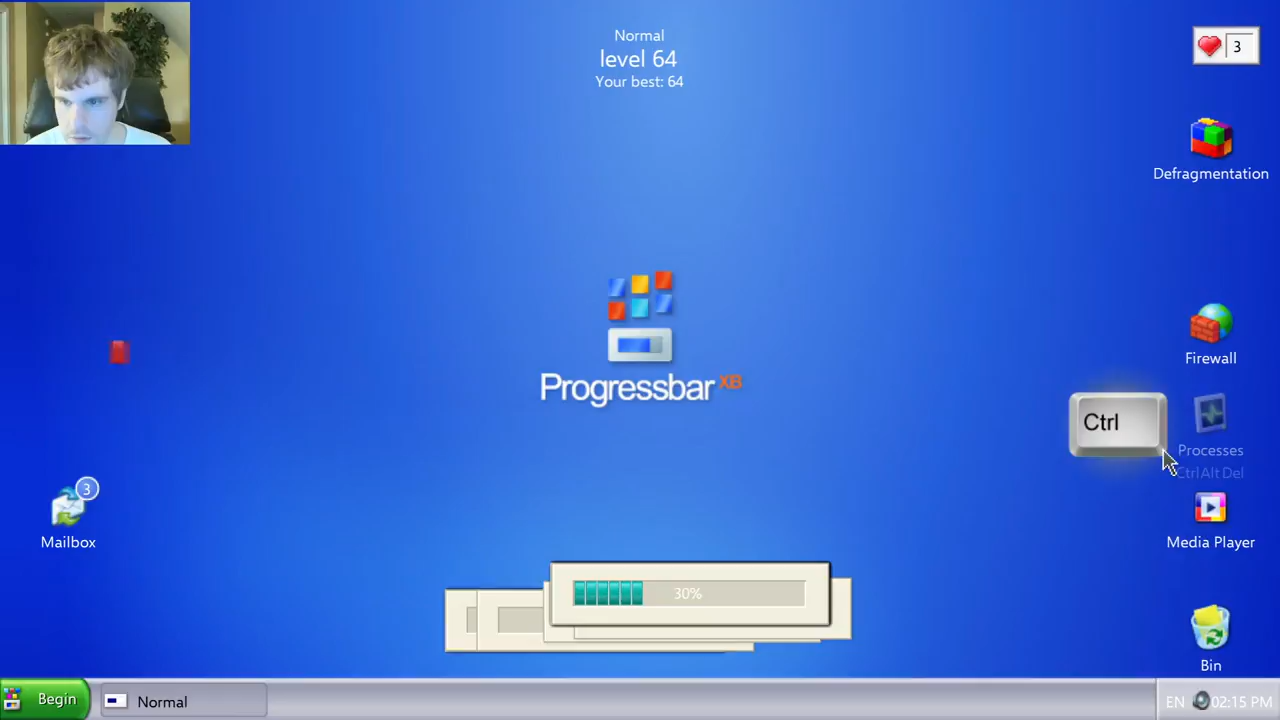 Normal
level 64
Your best: 64
3
Defragmentation
Firewall
Ctrl
Processes
Ctrl Alt Del
Media Player
Bin
Progressbar XB
3
Mailbox
30%
Begin
Normal
EN 02:15 PM